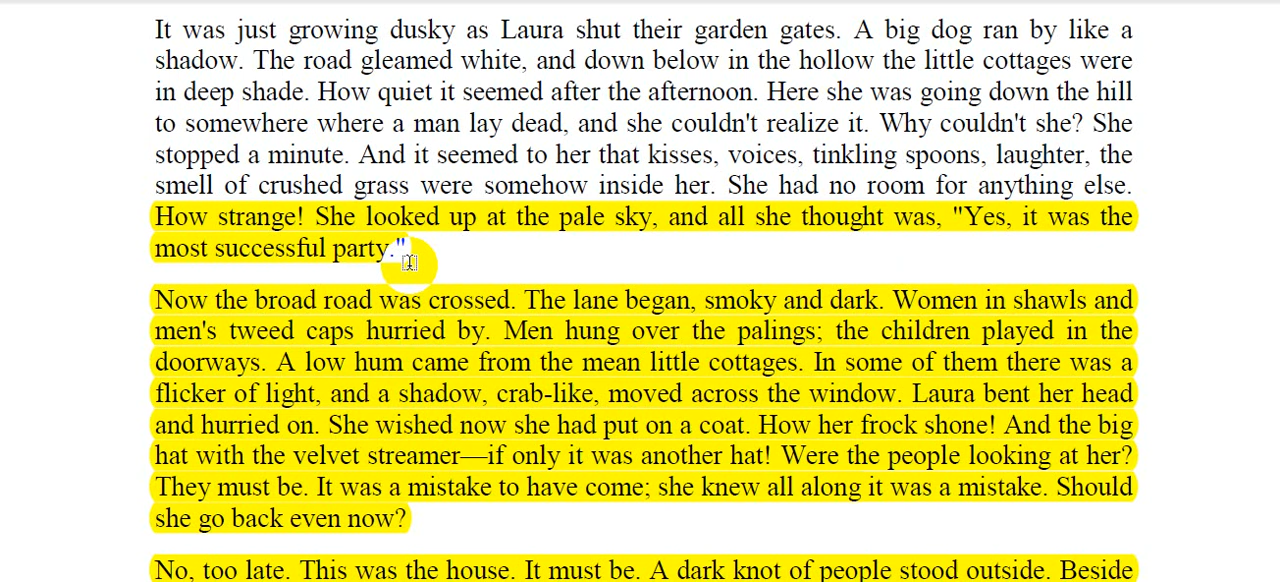 It was just growing dusky as Laura shut their garden gates. A big dog ran by like a
shadow. The road gleamed white, and down below in the hollow the little cottages were
in deep shade. How quiet it seemed after the afternoon. Here she was going down the hill
to somewhere where a man lay dead, and she couldn't realize it. Why couldn't she? She
stopped a minute. And it seemed to her that kisses, voices, tinkling spoons, laughter, the
smell of crushed grass were somehow inside her. She had no room for anything else.
How strange! She looked up at the pale sky, and all she thought was, "Yes, it was the
most successful party."
Now the broad road was crossed. The lane began, smoky and dark. Women in shawls and
men's tweed caps hurried by. Men hung over the palings; the children played in the
doorways. A low hum came from the mean little cottages. In some of them there was a
flicker of light, and a shadow, crab-like, moved across the window. Laura bent her head
and hurried on. She wished now she had put on a coat. How her frock shone! And the big
hat with the velvet streamer—if only it was another hat! Were the people looking at her?
They must be. It was a mistake to have come; she knew all along it was a mistake. Should
she go back even now?
No, too late. This was the house. It must be. A dark knot of people stood outside. Beside